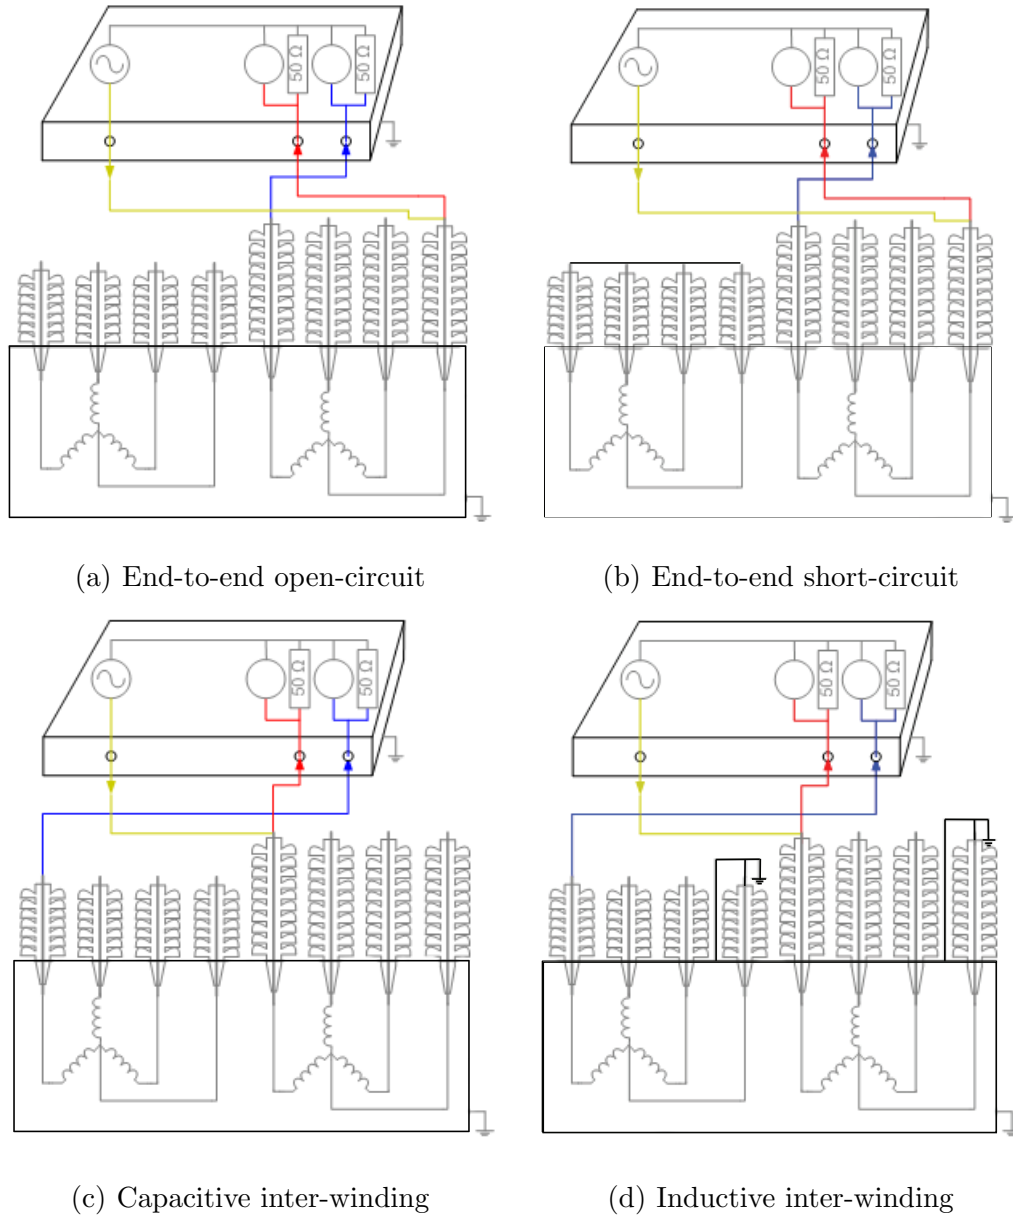 50 Ω
50 Ω
50 Ω
50 Ω
(a) End-to-end open-circuit
(b) End-to-end short-circuit
50 Ω
50 Ω
50 Ω
50 Ω
(c) Capacitive inter-winding
(d) Inductive inter-winding